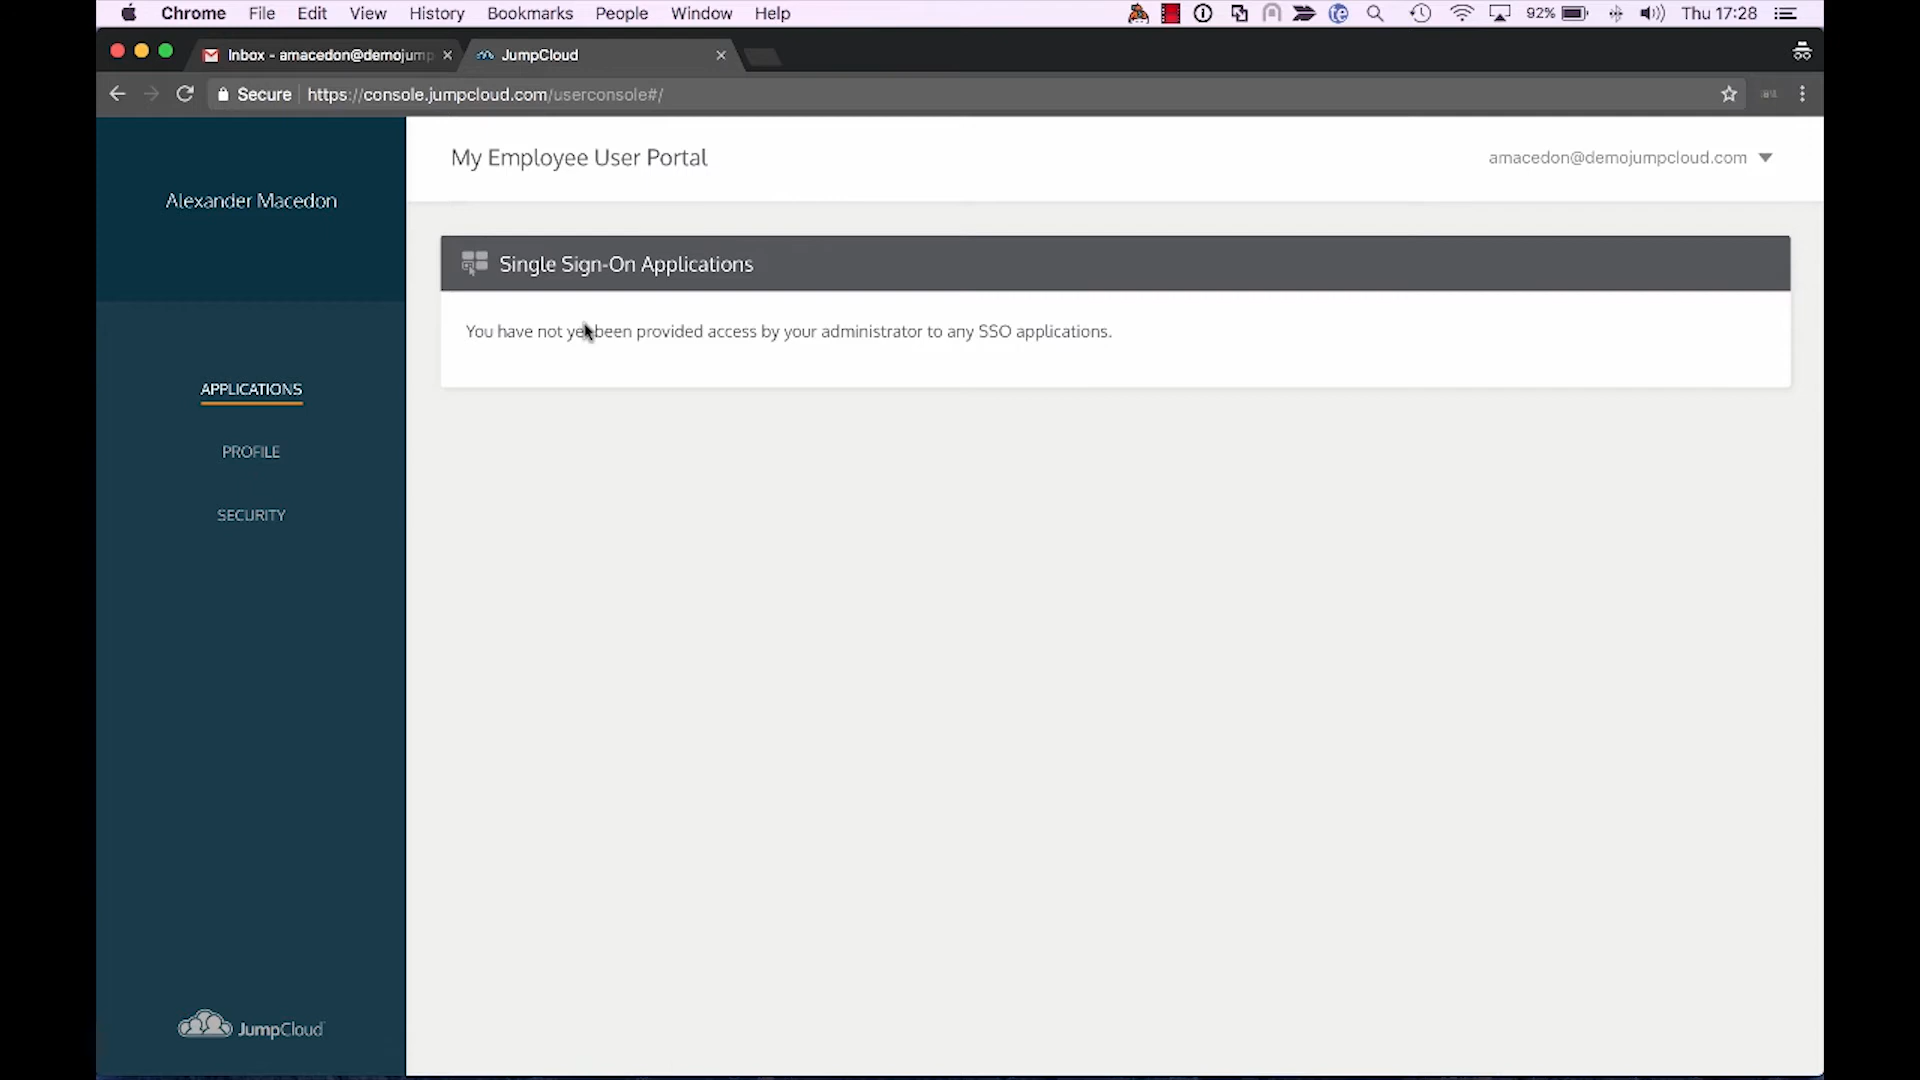 Chrome File Edit View History Bookmarks People Window Help 92% Thu 17:28
Inbox - amacedon@demojump JumpCloud
Secure https://console.jumpcloud.com/userconsole#/
My Employee User Portal amacedon@demojumpcloud.com
Alexander Macedon
Single Sign-On Applications
You have not ye been provided access by your administrator to any SSO applications.
APPLICATIONS
PROFILE
SECURITY
JumpCloud